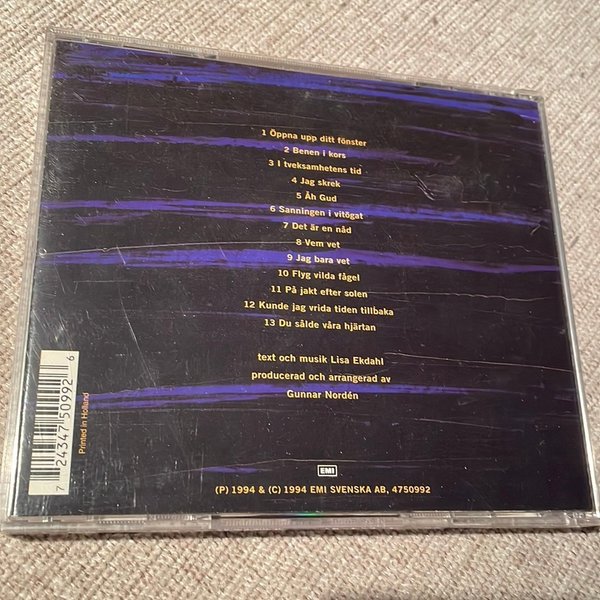 1 Öppna upp ditt fönster
2 Benen i kors
3 I tveksamhetens tid
4 Jag skrek
5 Åh Gud
6 Sanningen i vitögat
7 Det är en nåd
8 Vem vet
9 Jag bara vet
10 Flyg vilda fågel
11 På jakt efter solen
12 Kunde jag vrida tiden tillbaka
13 Du sålde våra hjärtan
text och musik Lisa Ekdahl
producerad och arrangerad av
Gunnar Nordén
EMI
(P) 1994 & (C) 1994 EMI SVENSKA AB, 4750992
7 24347 50992 6
Printed in Holland